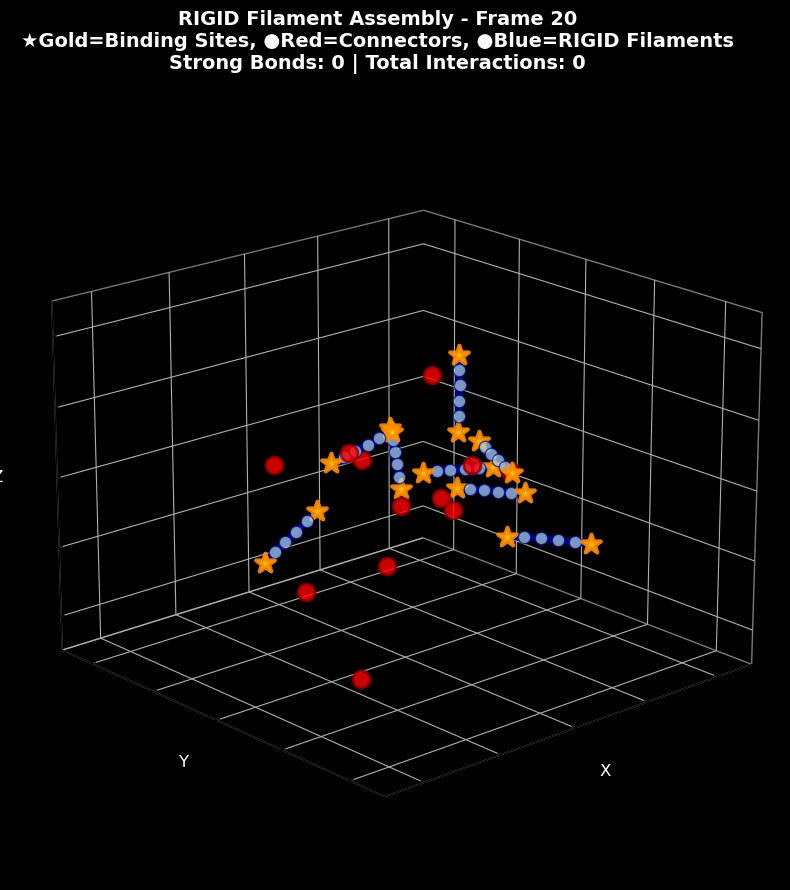 RIGID Filament Assembly - Frame 20
★Gold=Binding Sites, ●Red=Connectors, ●Blue=RIGID Filaments
Strong Bonds: 0 | Total Interactions: 0
Z
Y
X